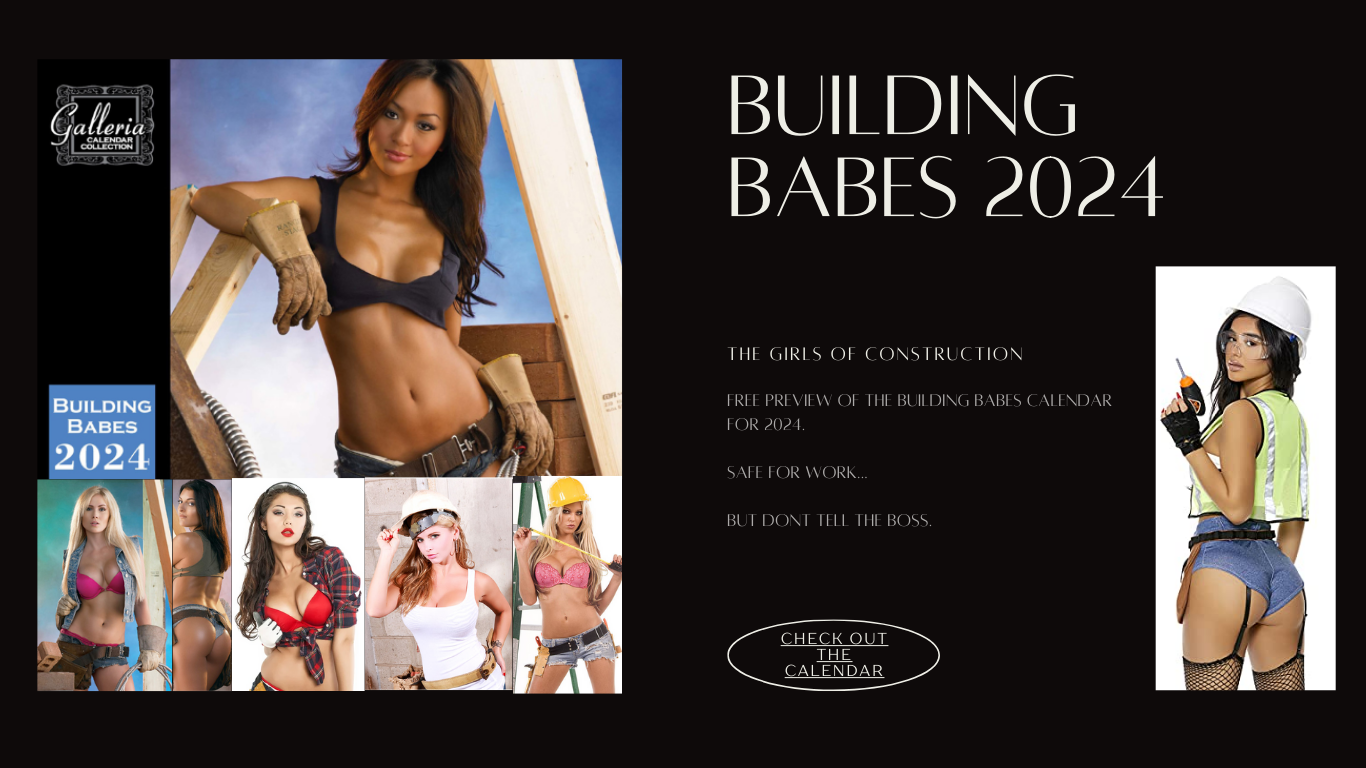 Galleria
CALENDAR
COLLECTION
BUILDING
BABES
2024
BUILDING
BABES 2024
THE GIRLS OF CONSTRUCTION
FREE PREVIEW OF THE BUILDING BABES CALENDAR
FOR 2024.
SAFE FOR WORK...
BUT DONT TELL THE BOSS.
CHECK OUT
THE
CALENDAR